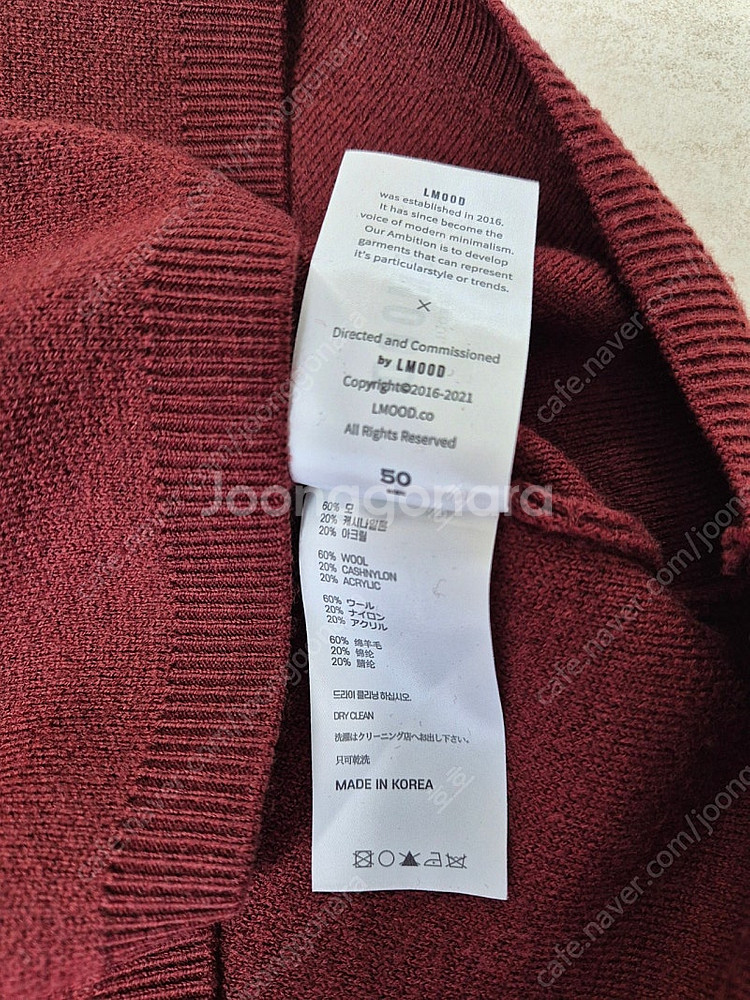 LMOOD
was established in 2016.
It has since become the
voice of modern minimalism.
Our Ambition is to develop
garments that can represent
it's particularstyle or trends.
×
Directed and Commissioned
by LMOOD
Copyright©2016-2021
LMOOD.co
All Rights Reserved
50
Joongonara
60% 모
20% 캐시나일론
20% 아크릴
60% WOOL
20% CASHNYLON
20% ACRYLIC
60% ウール
20% ナイロン
20% アクリル
60% 绵羊毛
20% 锦纶
20% 腈纶
드라이 클리닝 하십시오.
DRY CLEAN
洗濯はクリーニング店へお出し下さい。
只可乾洗
MADE IN KOREA
cafe.naver.com/joonggonara